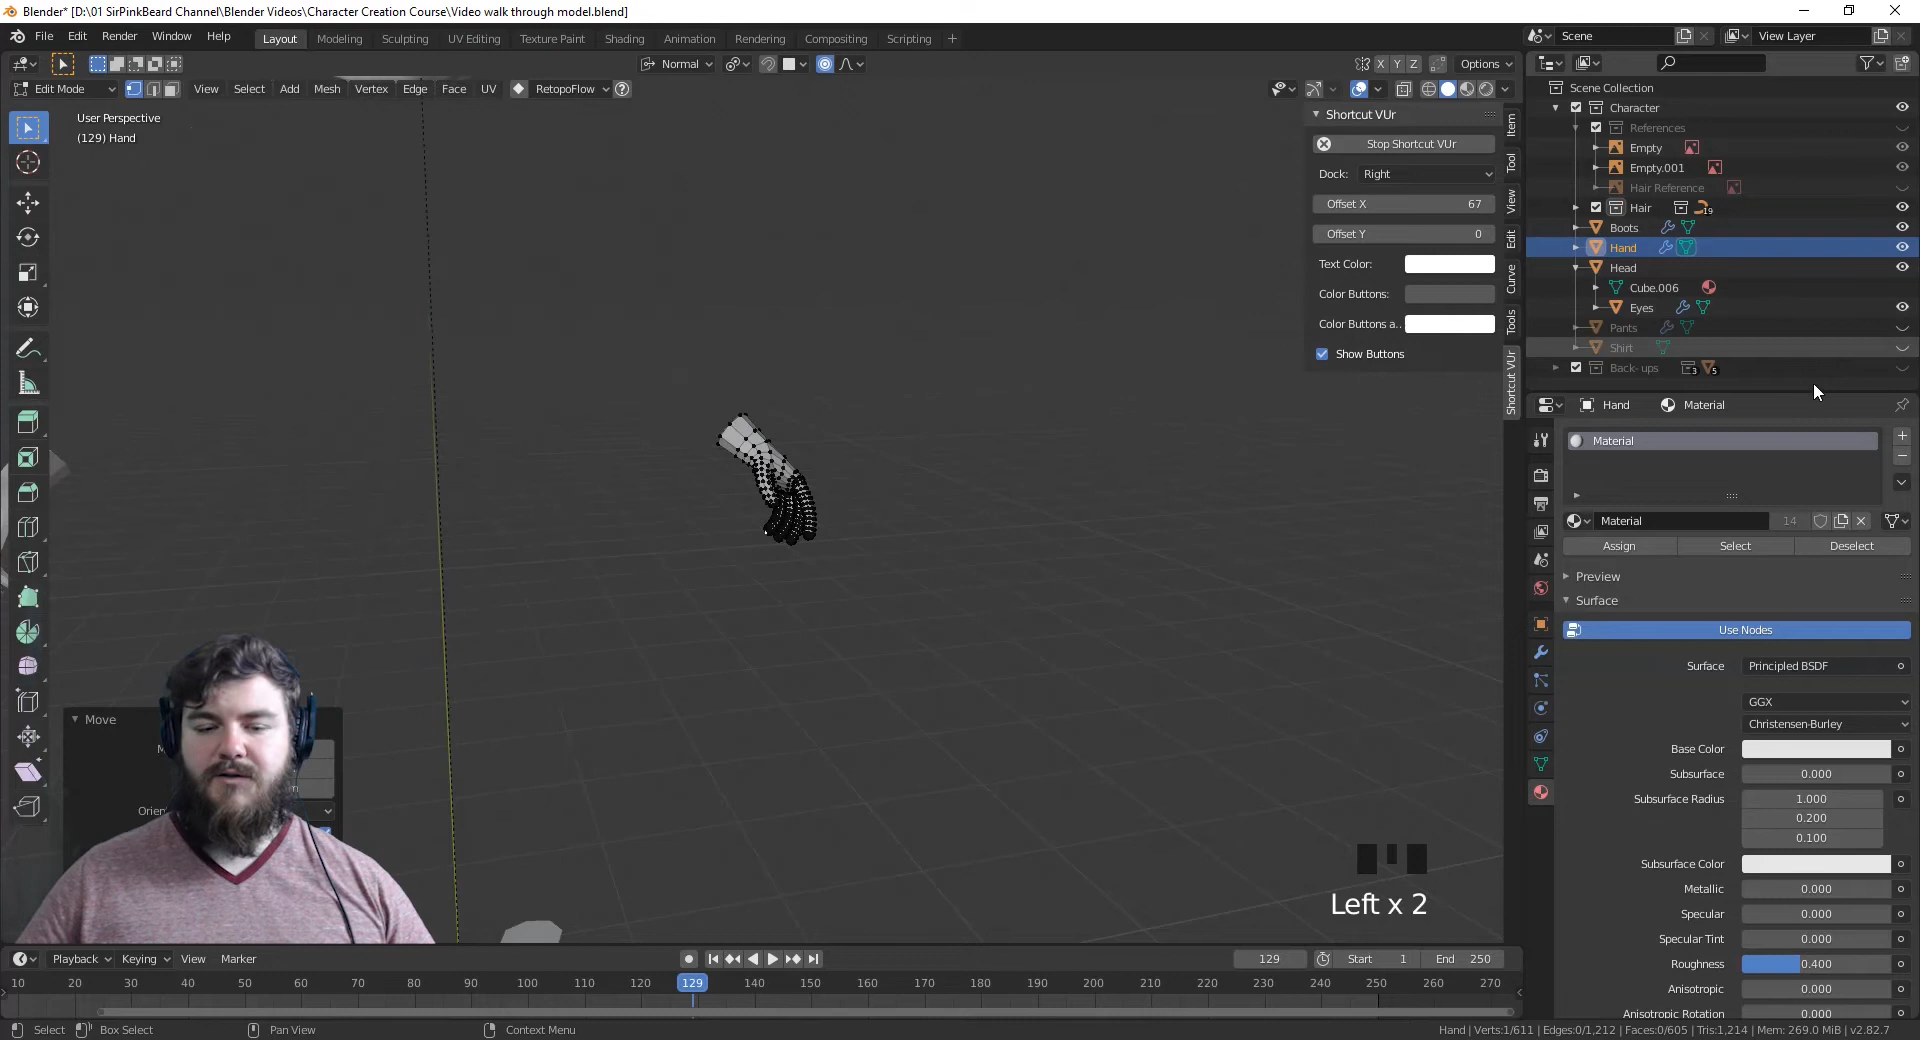 Blender* [D:\01 SirPinkBeard Channel\Blender Videos\Character Creation Course\Video walk through model.blend]
File Edit Render Window Help Layout Modeling Sculpting UV Editing Texture Paint Shading Animation Rendering Compositing Scripting + Scene View Layer
Normal X Y Z Options
Edit Mode View Select Add Mesh Vertex Edge Face UV RetopoFlow ?
User Perspective
(129) Hand
Shortcut VUr
Stop Shortcut VUr
Dock: Right
Offset X 67
Offset Y 0
Text Color:
Color Buttons:
Color Buttons a..
Show Buttons
Item
Tool
View
Edit
Curve
Tools
Shortcut VUr
Scene Collection
Character
References
Empty
Empty.001
Hair Reference
Hair 19
Boots
Hand
Head
Cube.006
Eyes
Pants
Shirt
Back-ups 3 5
Hand Material
Material
Material 14
Assign Select Deselect
Preview
Surface
Use Nodes
Surface Principled BSDF
GGX
Christensen-Burley
Base Color
Subsurface 0.000
Subsurface Radius 1.000
0.200
0.100
Subsurface Color
Metallic 0.000
Specular 0.000
Specular Tint 0.000
Roughness 0.400
Anisotropic 0.000
Anisotropic Rotation 0.000
Move
Left x 2
Playback Keying View Marker 129 Start 1 End 250
10 20 30 40 50 60 70 80 90 100 110 120 129 140 150 160 170 180 190 200 210 220 230 240 250 260 270
Select Box Select Pan View Context Menu Hand | Verts:1/611 | Edges:0/1,212 | Faces:0/605 | Tris:1,214 | Mem: 269.0 MiB | v2.82.7